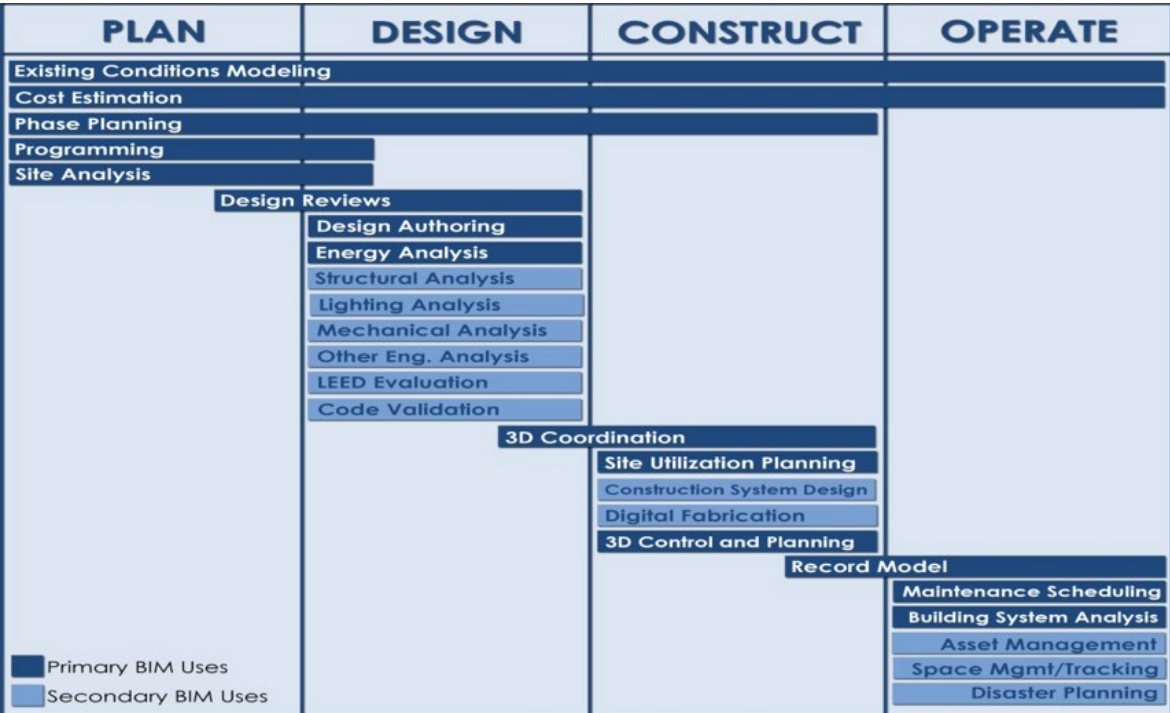 PLAN DESIGN CONSTRUCT OPERATE
Existing Conditions Modeling
Cost Estimation
Phase Planning
Programming
Site Analysis
Design Reviews
Design Authoring
Energy Analysis
Structural Analysis
Lighting Analysis
Mechanical Analysis
Other Eng. Analysis
LEED Evaluation
Code Validation
3D Coordination
Site Utilization Planning
Construction System Design
Digital Fabrication
3D Control and Planning
Record Model
Maintenance Scheduling
Building System Analysis
Asset Management
Space Mgmt/Tracking
Disaster Planning
Primary BIM Uses
Secondary BIM Uses